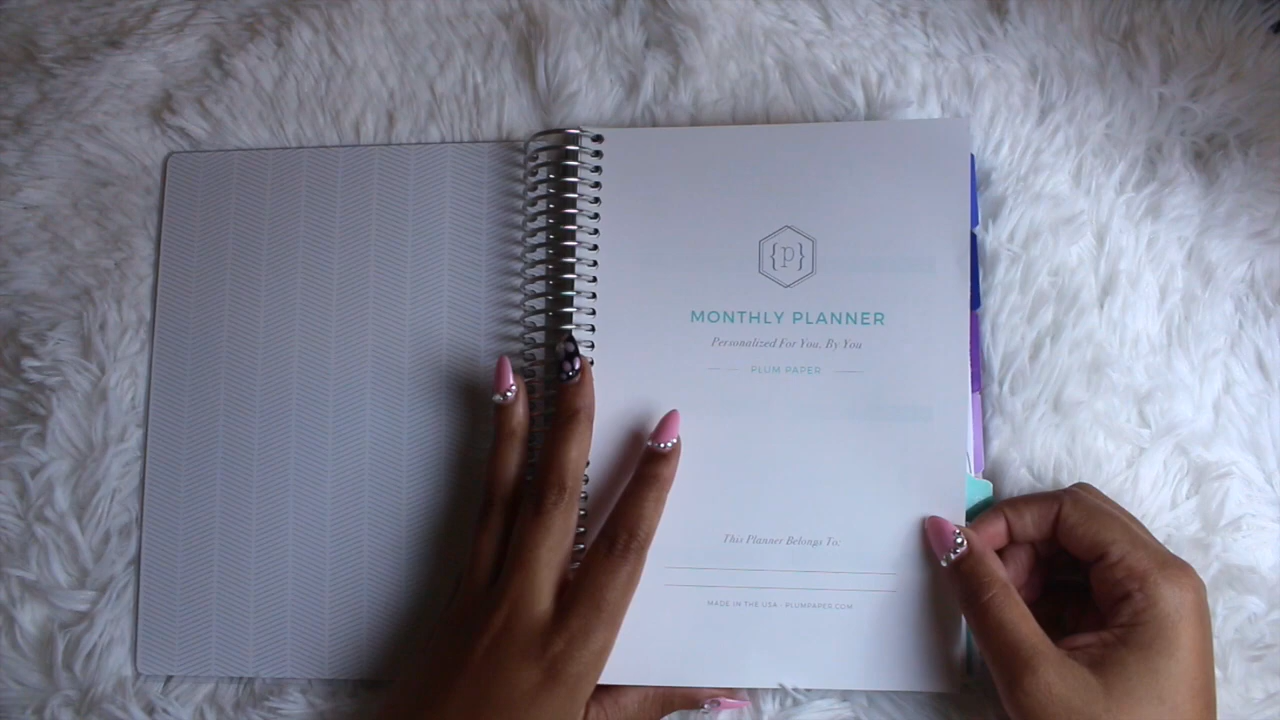 {p}
MONTHLY PLANNER
Personalized For You, By You
PLUM PAPER
This Planner Belongs To:
MADE IN THE USA - PLUMPAPER.COM